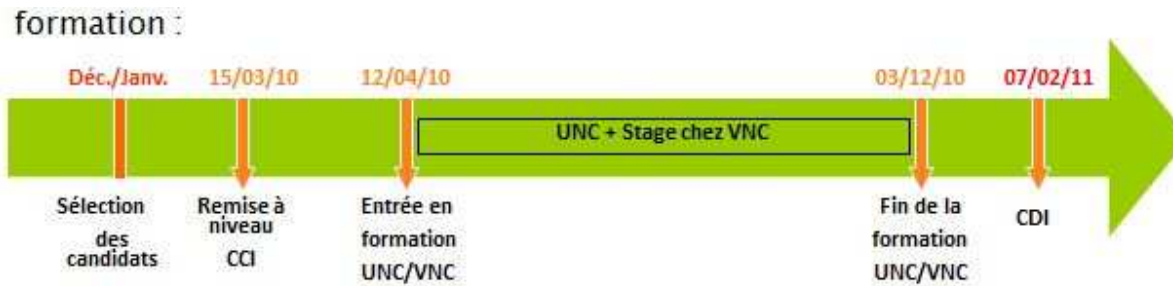 formation :
Déc./Janv. 15/03/10 12/04/10 03/12/10 07/02/11
UNC + Stage chez VNC
Sélection
des
candidats
Remise à
niveau
CCI
Entrée en
formation
UNC/VNC
Fin de la
formation
UNC/VNC
CDI